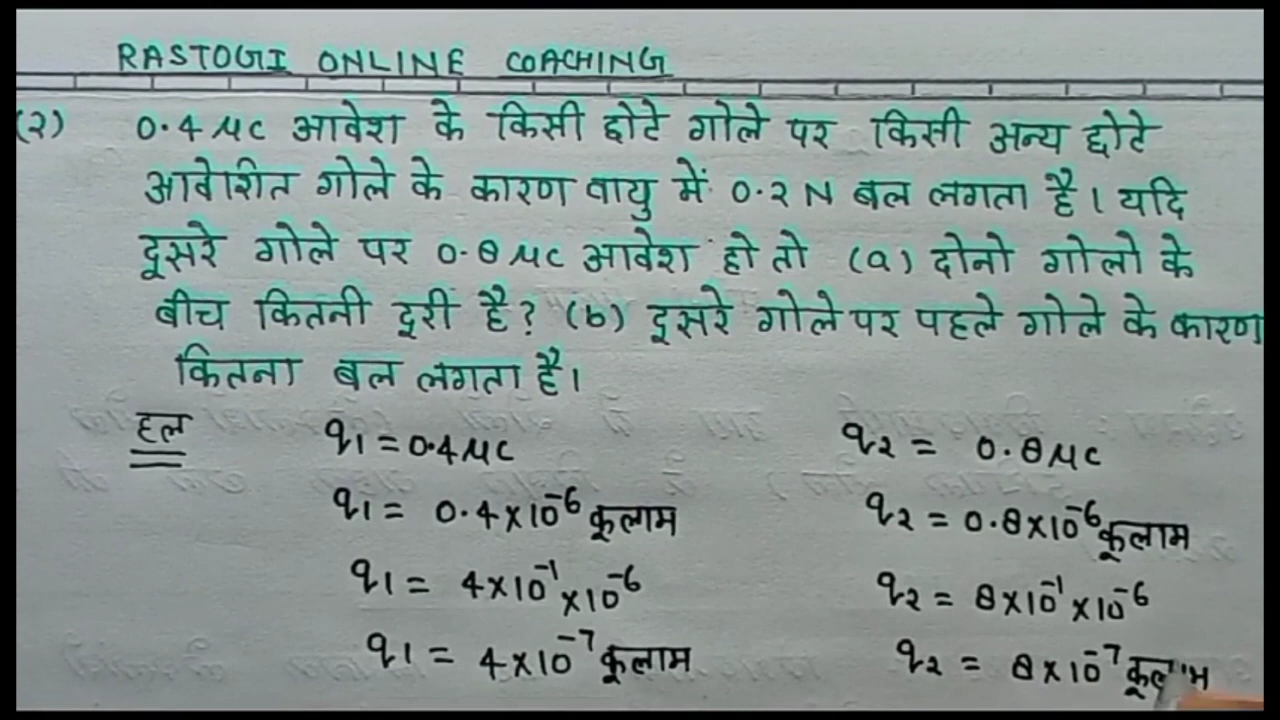 RASTOGI ONLINE COACHING
(२) 0.4 μC आवेश के किसी छोटे गोले पर किसी अन्य छोटे
आवेशित गोले के कारण वायु में 0.2 N बल लगता है। यदि
दूसरे गोले पर 0.8 μC आवेश हो तो (a) दोनो गोलो के
बीच कितनी दूरी है? (b) दूसरे गोले पर पहले गोले के कारण
कितना बल लगता है।
हल q₁ = 0.4 μC q₂ = 0.8 μC
q₁ = 0.4×10⁻⁶ कूलाम q₂ = 0.8×10⁻⁶ कूलाम
q₁ = 4×10⁻¹×10⁻⁶ q₂ = 8×10⁻¹×10⁻⁶
q₁ = 4×10⁻⁷ कूलाम q₂ = 8×10⁻⁷ कूलाम